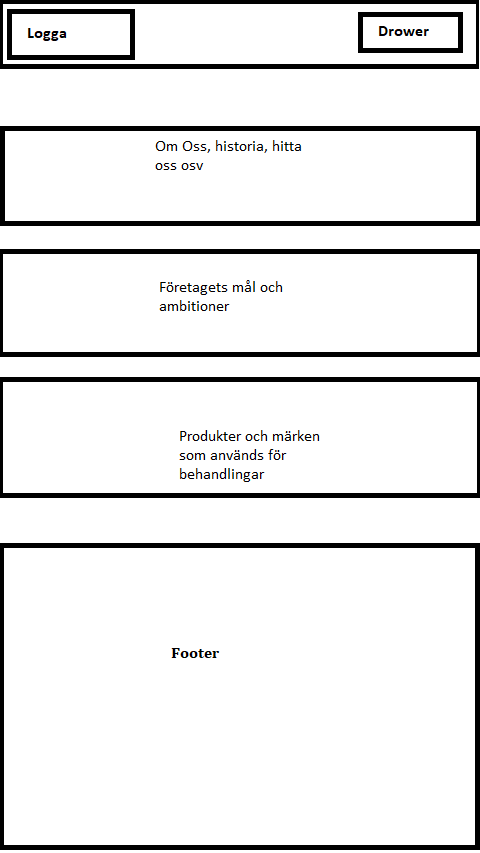 Logga
Drower
Om Oss, historia, hitta
oss osv
Företagets mål och
ambitioner
Produkter och märken
som används för
behandlingar
Footer